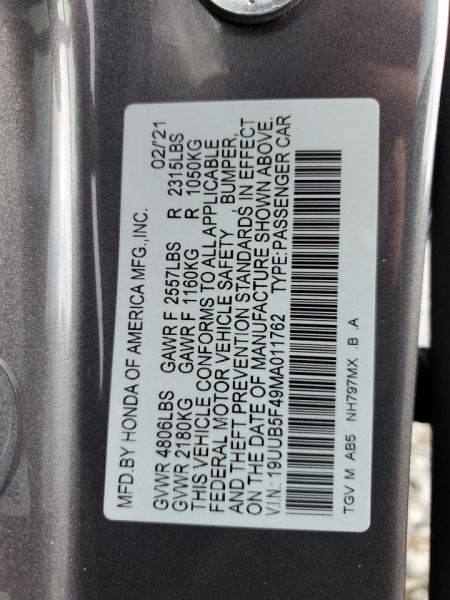 MFD.BY HONDA OF AMERICA MFG.,INC. 02/'21
GVWR 4806LBS GAWR F 2557LBS R 2315LBS
GVWR 2180KG GAWR F 1160KG R 1050KG
THIS VEHICLE CONFORMS TO ALL APPLICABLE
FEDERAL MOTOR VEHICLE SAFETY , BUMPER,
AND THEFT PREVENTION STANDARDS IN EFFECT
ON THE DATE OF MANUFACTURE SHOWN ABOVE.
V.I.N.: 19UUB5F49MA011762 TYPE:PASSENGER CAR
TGV M AB5 NH797MX .B .A